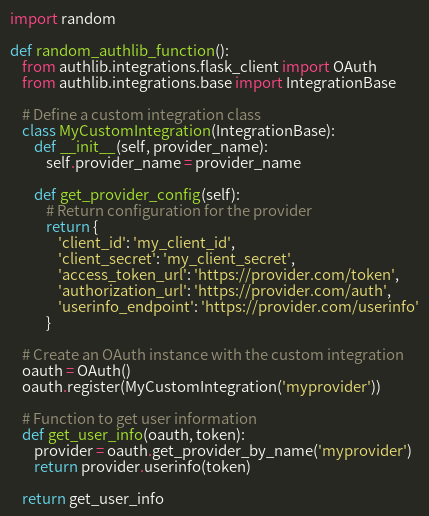 import random
def random_authlib_function():
from authlib.integrations.flask_client import OAuth
from authlib.integrations.base import IntegrationBase
# Define a custom integration class
class MyCustomIntegration(IntegrationBase):
def __init__(self, provider_name):
self.provider_name = provider_name
def get_provider_config(self):
# Return configuration for the provider
return {
'client_id': 'my_client_id',
'client_secret': 'my_client_secret',
'access_token_url': 'https://provider.com/token',
'authorization_url': 'https://provider.com/auth',
'userinfo_endpoint': 'https://provider.com/userinfo'
}
# Create an OAuth instance with the custom integration
oauth = OAuth()
oauth.register(MyCustomIntegration('myprovider'))
# Function to get user information
def get_user_info(oauth, token):
provider = oauth.get_provider_by_name('myprovider')
return provider.userinfo(token)
return get_user_info